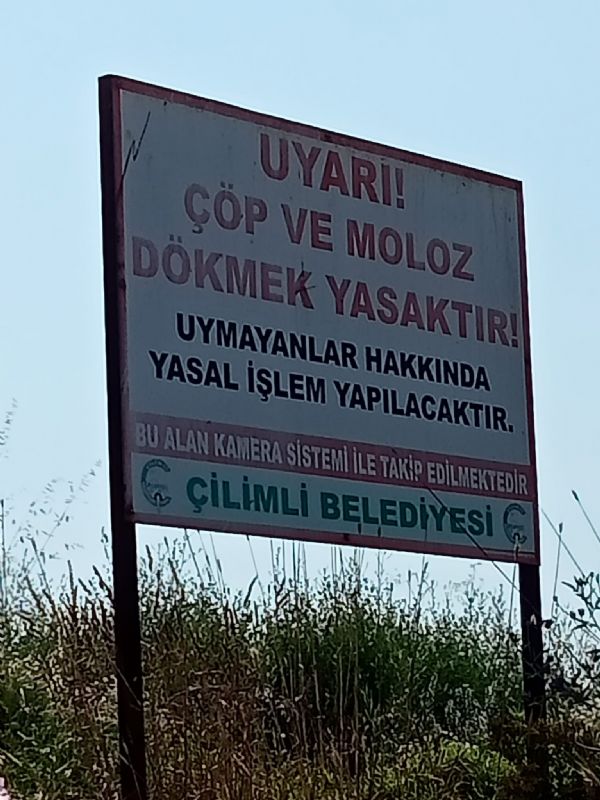 UYARI!
ÇÖP VE MOLOZ
DÖKMEK YASAKTIR!
UYMAYANLAR HAKKINDA
YASAL İŞLEM YAPILACAKTIR.
BU ALAN KAMERA SİSTEMİ İLE TAKİP EDİLMEKTEDİR
ÇİLİMLİ BELEDİYESİ